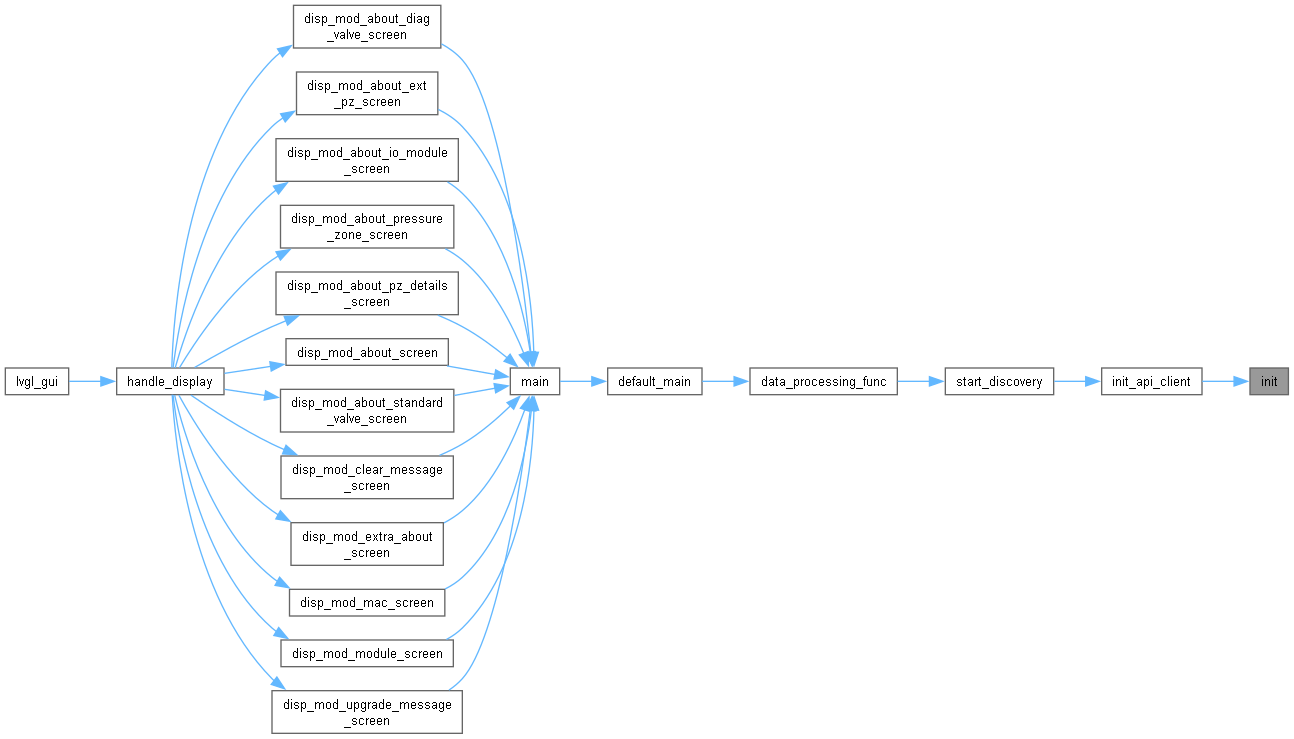 disp_mod_about_diag
_valve_screen
disp_mod_about_ext
_pz_screen
disp_mod_about_io_module
_screen
disp_mod_about_pressure
_zone_screen
disp_mod_about_pz_details
_screen
disp_mod_about_screen
lvgl_gui
handle_display
main
default_main
data_processing_func
start_discovery
init_api_client
init
disp_mod_about_standard
_valve_screen
disp_mod_clear_message
_screen
disp_mod_extra_about
_screen
disp_mod_mac_screen
disp_mod_module_screen
disp_mod_upgrade_message
_screen